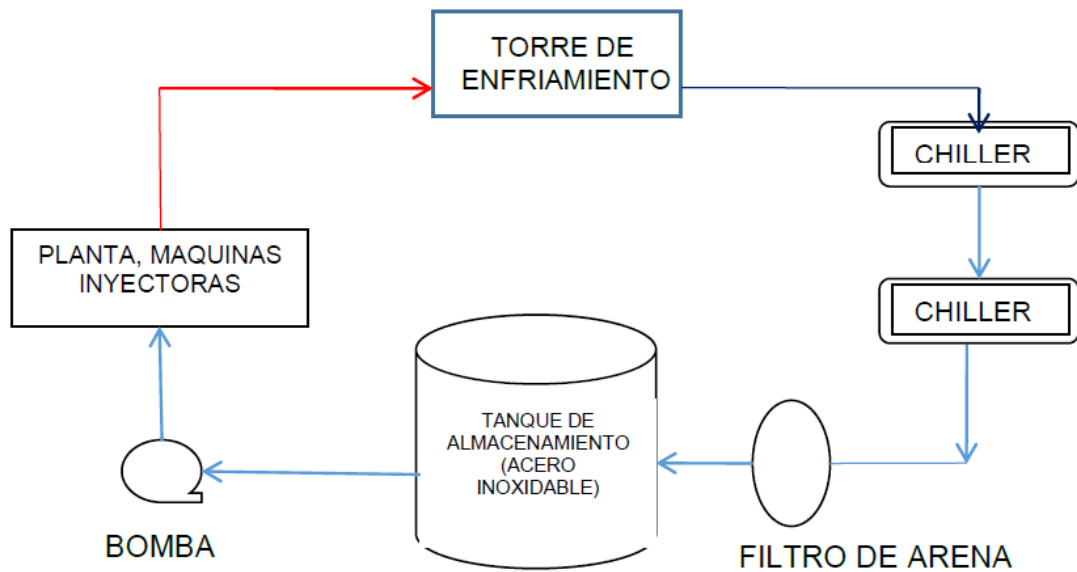 TORRE DE
ENFRIAMIENTO
CHILLER
PLANTA, MAQUINAS
INYECTORAS
CHILLER
TANQUE DE
ALMACENAMIENTO
(ACERO
INOXIDABLE)
BOMBA
FILTRO DE ARENA